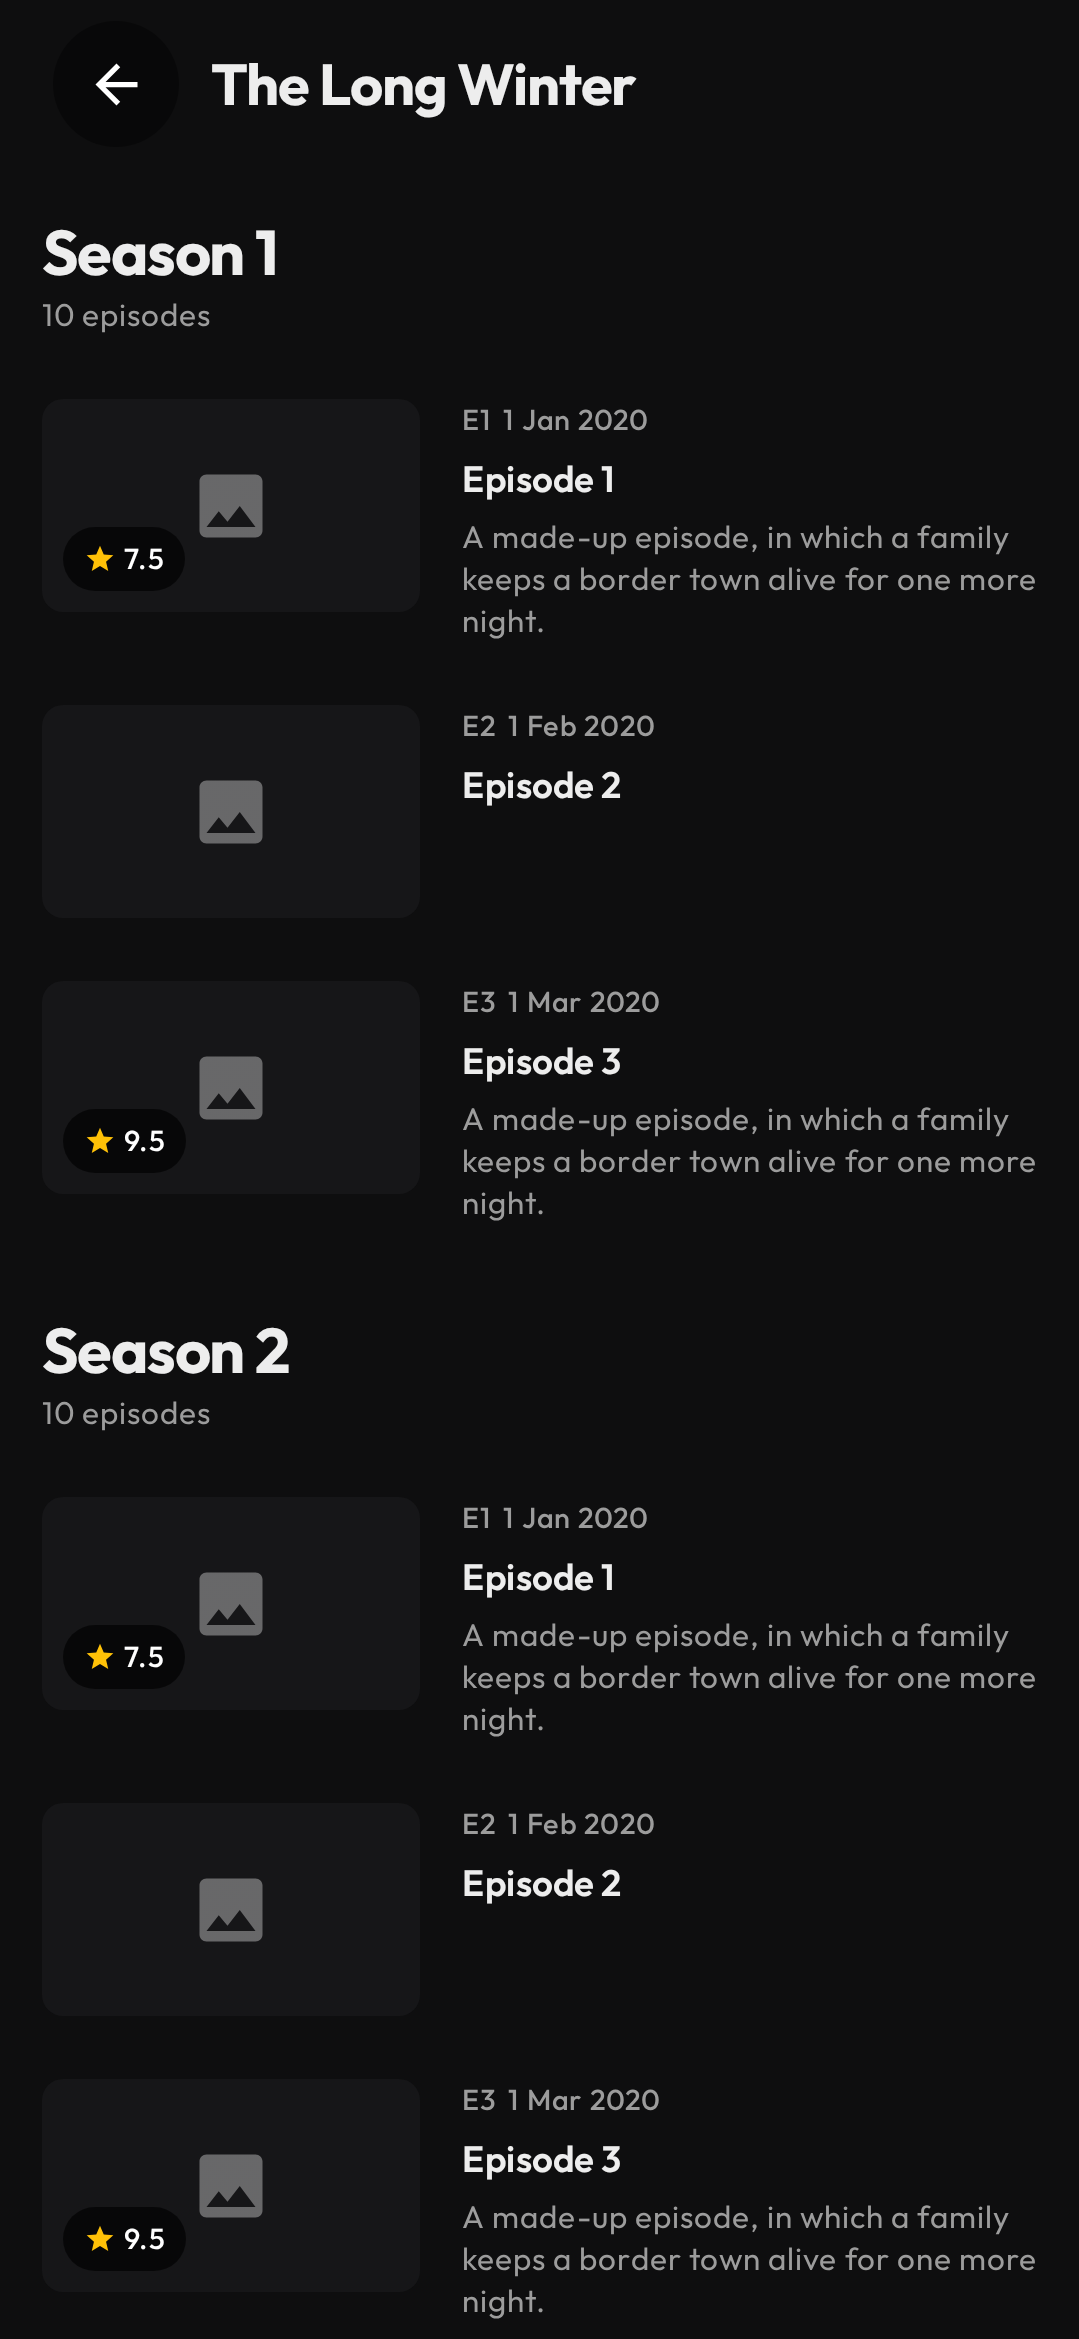 The Long Winter
Season 1
10 episodes
E1 1 Jan 2020
Episode 1
A made-up episode, in which a family
keeps a border town alive for one more
night.
7.5
E2 1 Feb 2020
Episode 2
E3 1 Mar 2020
Episode 3
A made-up episode, in which a family
keeps a border town alive for one more
night.
9.5
Season 2
10 episodes
E1 1 Jan 2020
Episode 1
A made-up episode, in which a family
keeps a border town alive for one more
night.
7.5
E2 1 Feb 2020
Episode 2
E3 1 Mar 2020
Episode 3
A made-up episode, in which a family
keeps a border town alive for one more
night.
9.5